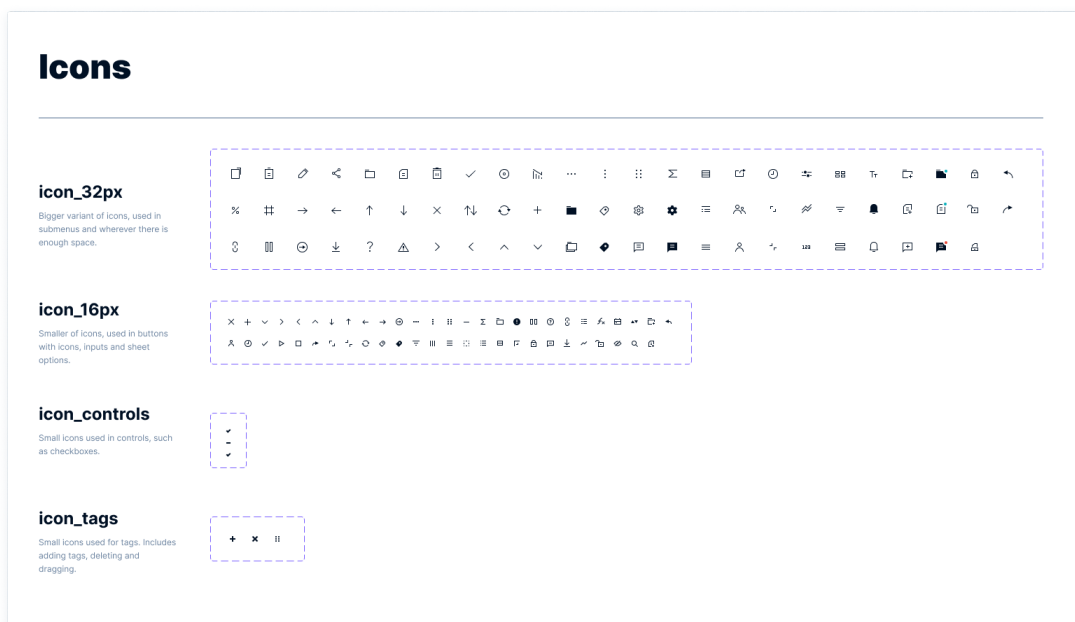 Icons
icon_32px
Bigger variant of icons, used in
submenus and wherever there is
enough space.
Tт
123
icon_16px
Smaller of icons, used in buttons
with icons, inputs and sheet
options.
icon_controls
Small icons used in controls, such
as checkboxes.
icon_tags
Small icons used for tags. Includes
adding tags, deleting and
dragging.